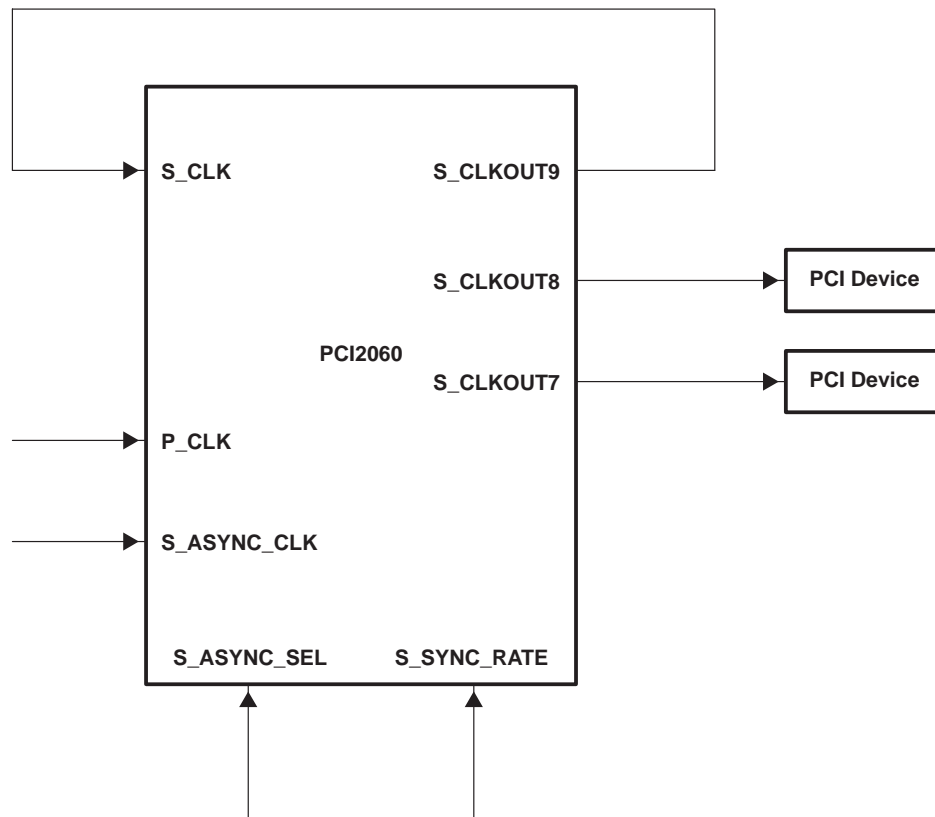 S_CLK
S_CLKOUT9
S_CLKOUT8
PCI Device
PCI2060
S_CLKOUT7
PCI Device
P_CLK
S_ASYNC_CLK
S_ASYNC_SEL
S_SYNC_RATE